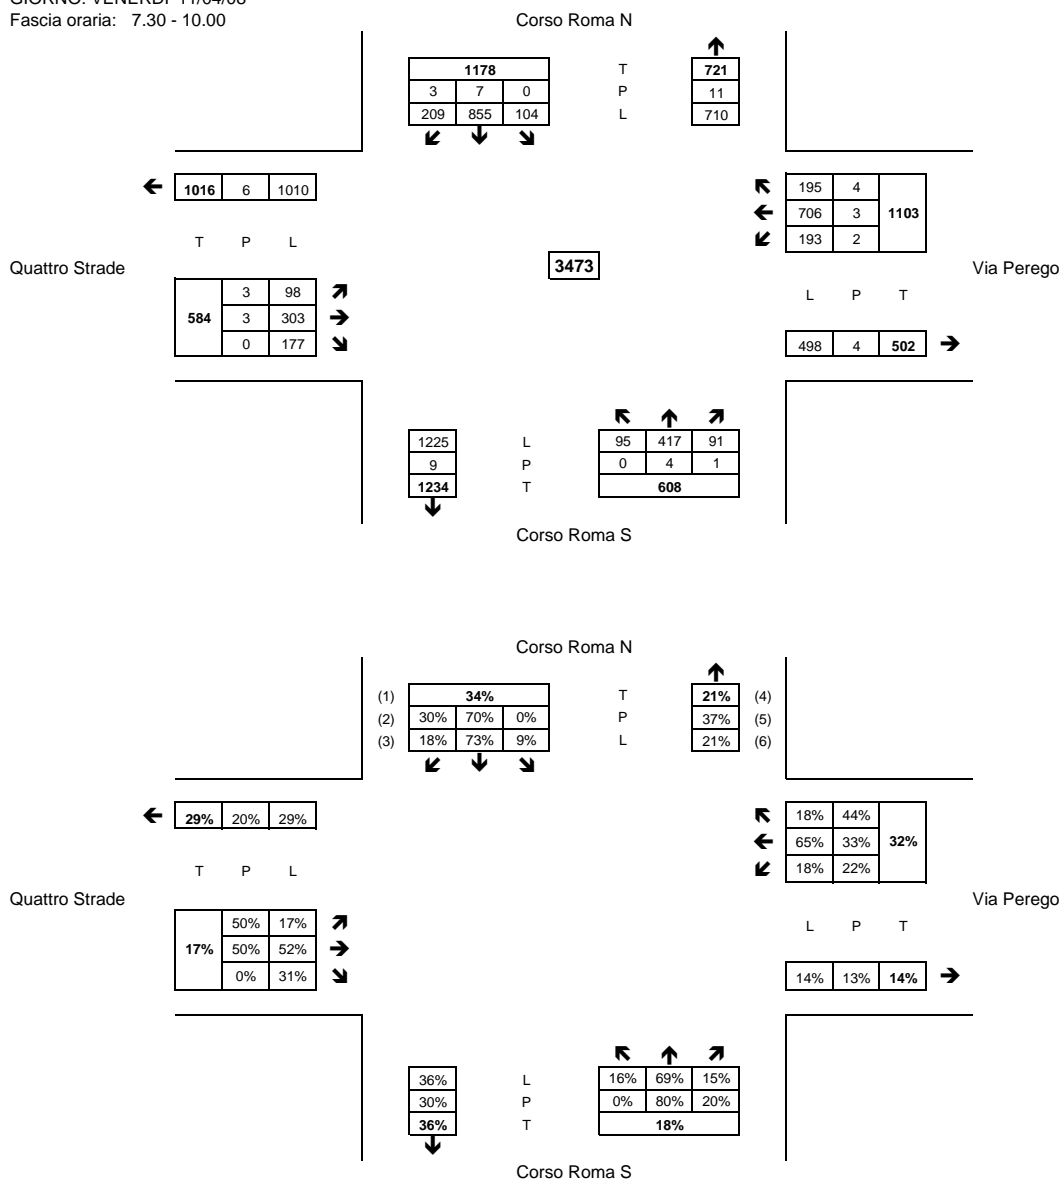 GIORNO: VENERDI' 11/04/08
Fascia oraria: 7.30 - 10.00
Corso Roma N
1178 T 721
3 7 0 P 11
209 855 104 L 710
1016 6 1010
195 4
706 3 1103
193 2
T P L
Quattro Strade
3473
Via Perego
3 98
584 3 303
0 177
L P T
498 4 502
1225 L 95 417 91
9 P 0 4 1
1234 T 608
Corso Roma S
Corso Roma N
(1) 34% T 21% (4)
(2) 30% 70% 0% P 37% (5)
(3) 18% 73% 9% L 21% (6)
29% 20% 29%
18% 44%
65% 33% 32%
18% 22%
T P L
Quattro Strade
Via Perego
50% 17%
17% 50% 52%
0% 31%
L P T
14% 13% 14%
36% L 16% 69% 15%
30% P 0% 80% 20%
36% T 18%
Corso Roma S